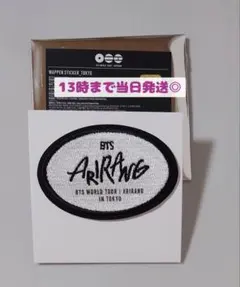 WAPPEN STICKER_TOKYO
13時まで当日発送◎
BTS
ARIRANG
BTS WORLD TOUR 'ARIRANG'
IN TOKYO